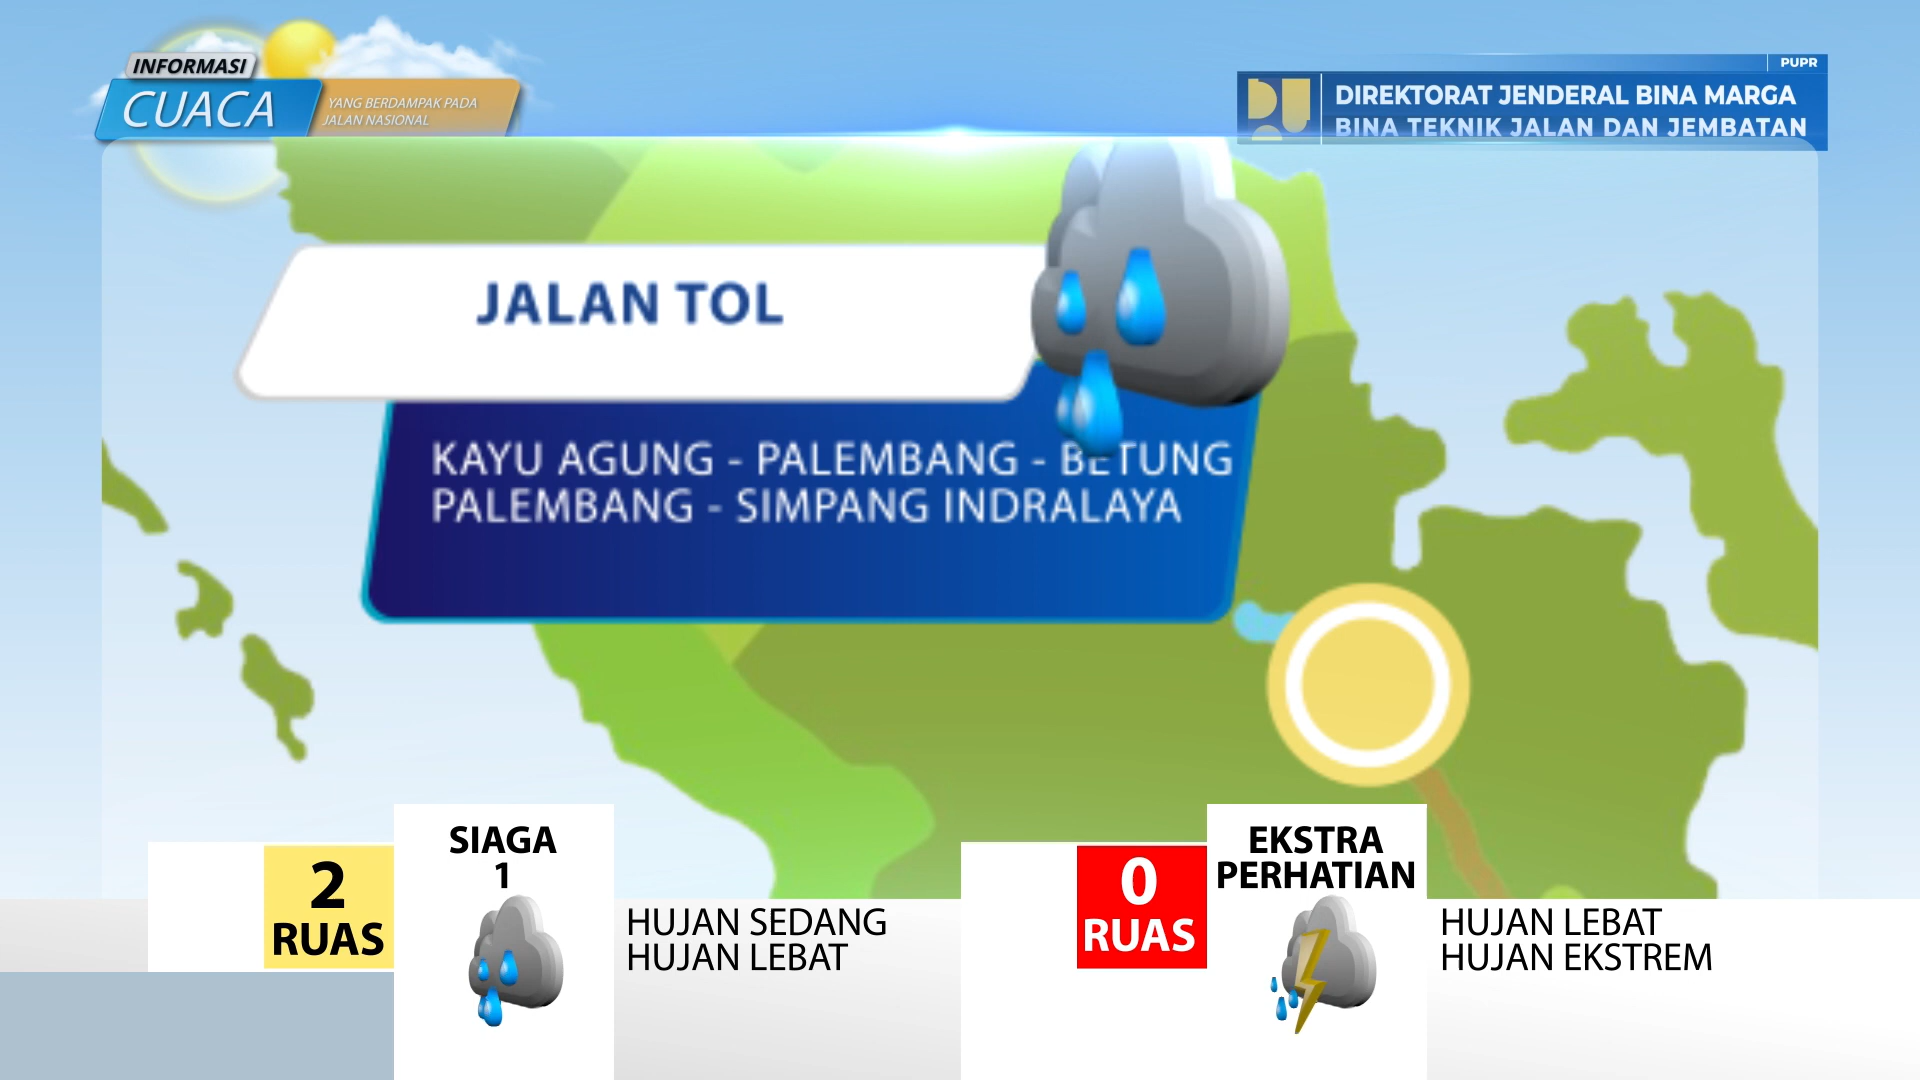 INFORMASI
CUACA
YANG BERDAMPAK PADA
JALAN NASIONAL
PUPR
DIREKTORAT JENDERAL BINA MARGA
BINA TEKNIK JALAN DAN JEMBATAN
JALAN TOL
KAYU AGUNG - PALEMBANG - BETUNG
PALEMBANG - SIMPANG INDRALAYA
2
RUAS
SIAGA
1
HUJAN SEDANG
HUJAN LEBAT
0
RUAS
EKSTRA
PERHATIAN
HUJAN LEBAT
HUJAN EKSTREM